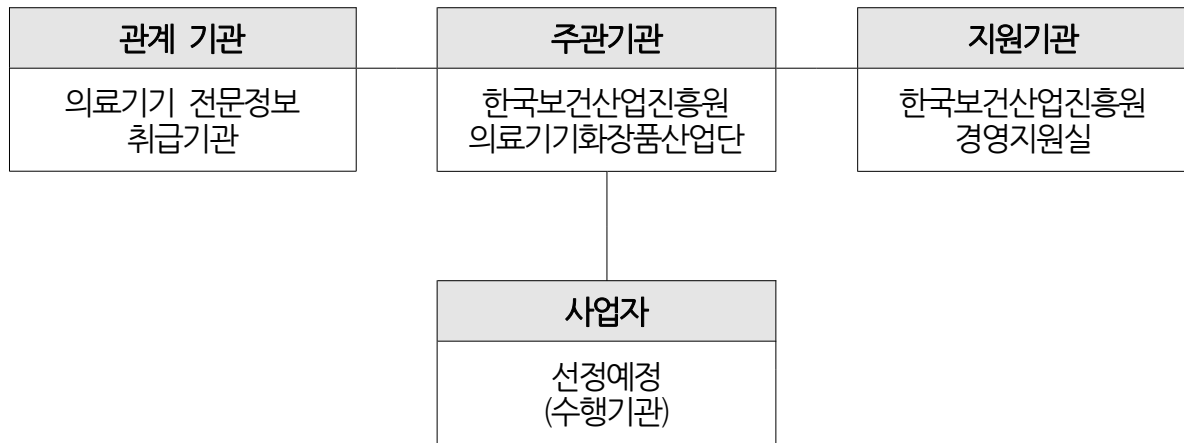 관계 기관
의료기기 전문정보
취급기관
주관기관
한국보건산업진흥원
의료기기화장품산업단
지원기관
한국보건산업진흥원
경영지원실
사업자
선정예정
(수행기관)